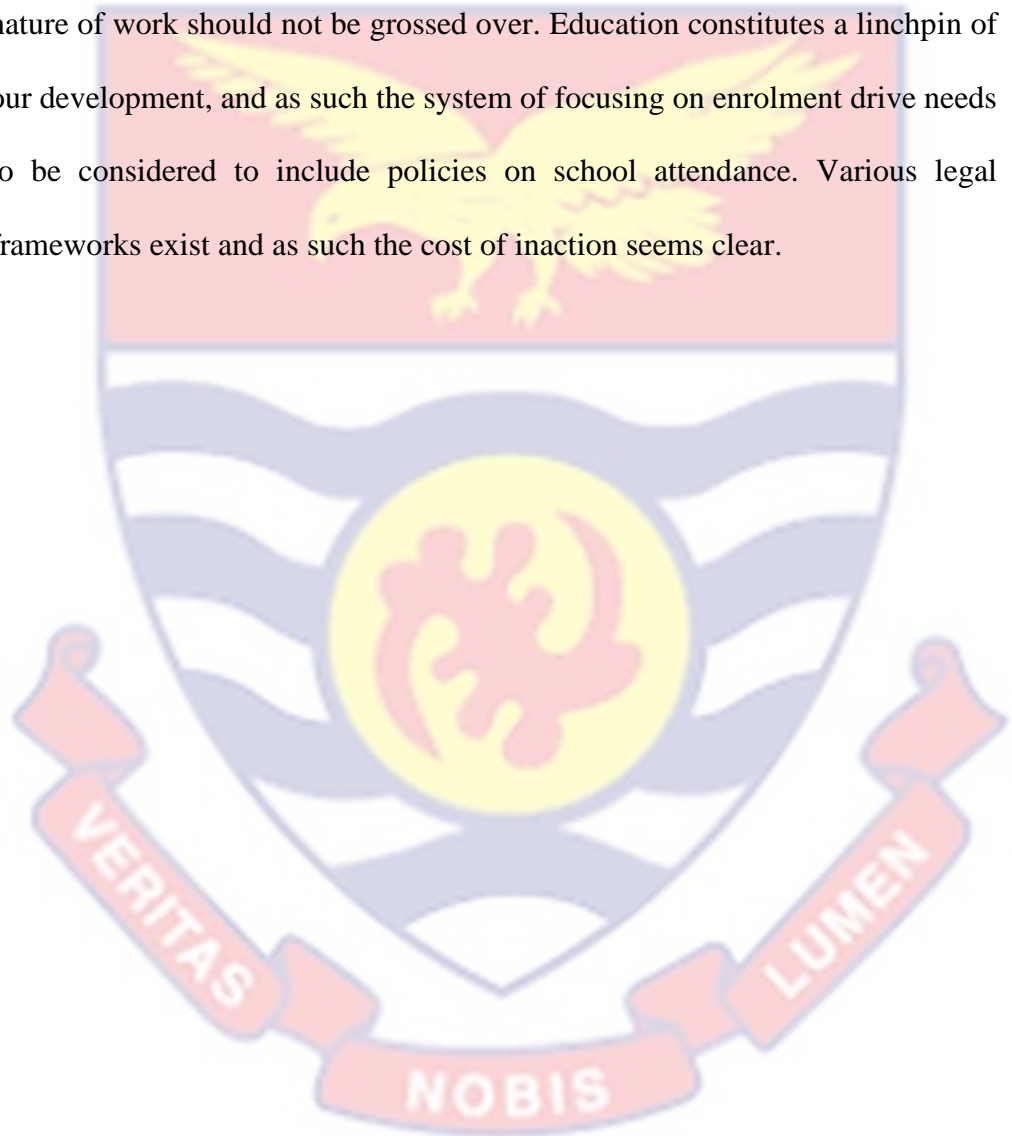 nature of work should not be grossed over. Education constitutes a linchpin of
our development, and as such the system of focusing on enrolment drive needs
to be considered to include policies on school attendance. Various legal
frameworks exist and as such the cost of inaction seems clear.
VERITAS
NOBIS
LUMEN